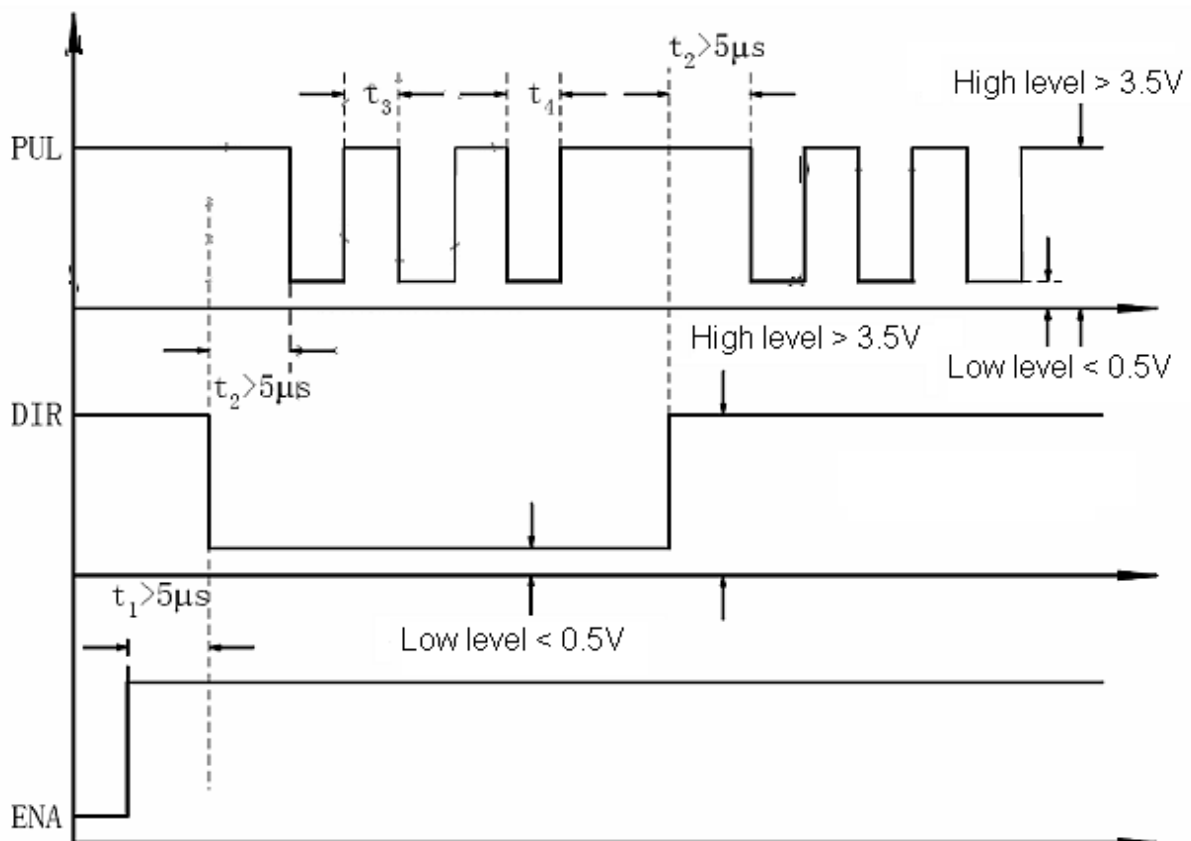 t₂>5μs
High level > 3.5V
t₃
t₄
PUL
High level > 3.5V
Low level < 0.5V
t₂>5μs
DIR
t₁>5μs
Low level < 0.5V
ENA